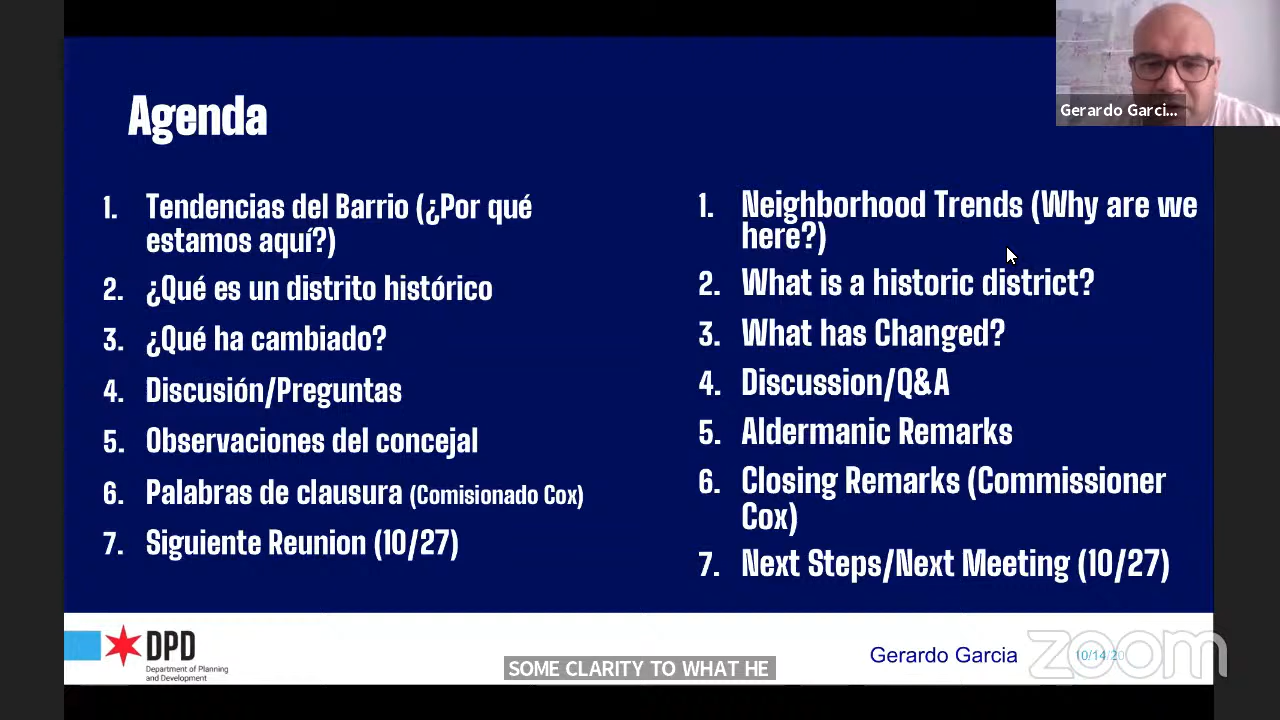 Agenda
1. Tendencias del Barrio (¿Por qué
estamos aquí?)
2. ¿Qué es un distrito histórico
3. ¿Qué ha cambiado?
4. Discusión/Preguntas
5. Observaciones del concejal
6. Palabras de clausura (Comisionado Cox)
7. Siguiente Reunion (10/27)
1. Neighborhood Trends (Why are we
here?)
2. What is a historic district?
3. What has Changed?
4. Discussion/Q&A
5. Aldermanic Remarks
6. Closing Remarks (Commissioner
Cox)
7. Next Steps/Next Meeting (10/27)
Gerardo Garci...
DPD
Department of Planning
and Development
SOME CLARITY TO WHAT HE
Gerardo Garcia
10/14/20
zoom